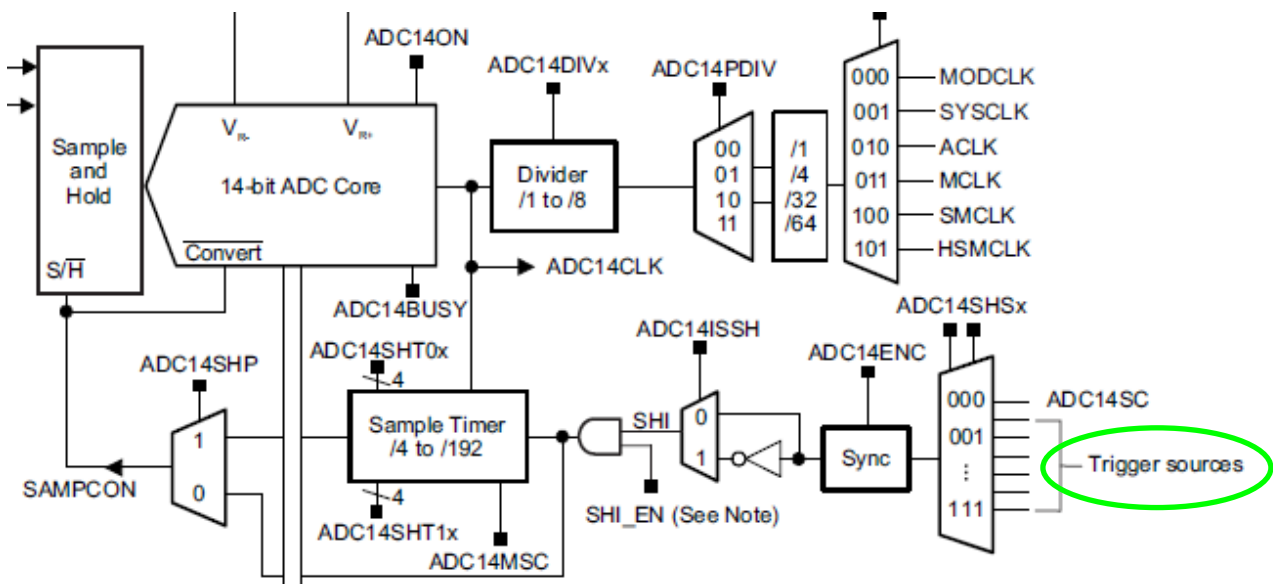 ADC14ON
ADC14DIVx
ADC14PDIV
000
MODCLK
001
SYSCLK
010
ACLK
011
MCLK
100
SMCLK
101
HSMCLK
Sample
and
Hold
S/H
VR-
VR+
14-bit ADC Core
Convert
Divider
/1 to /8
00
01
10
11
/1
/4
/32
/64
ADC14CLK
ADC14BUSY
ADC14SHP
1
0
SAMPCON
ADC14SHT0x
4
Sample Timer
/4 to /192
4
ADC14SHT1x
ADC14MSC
SHI
SHI_EN (See Note)
ADC14ISSH
0
1
ADC14ENC
Sync
ADC14SHSx
000
001
⋮
111
ADC14SC
Trigger sources